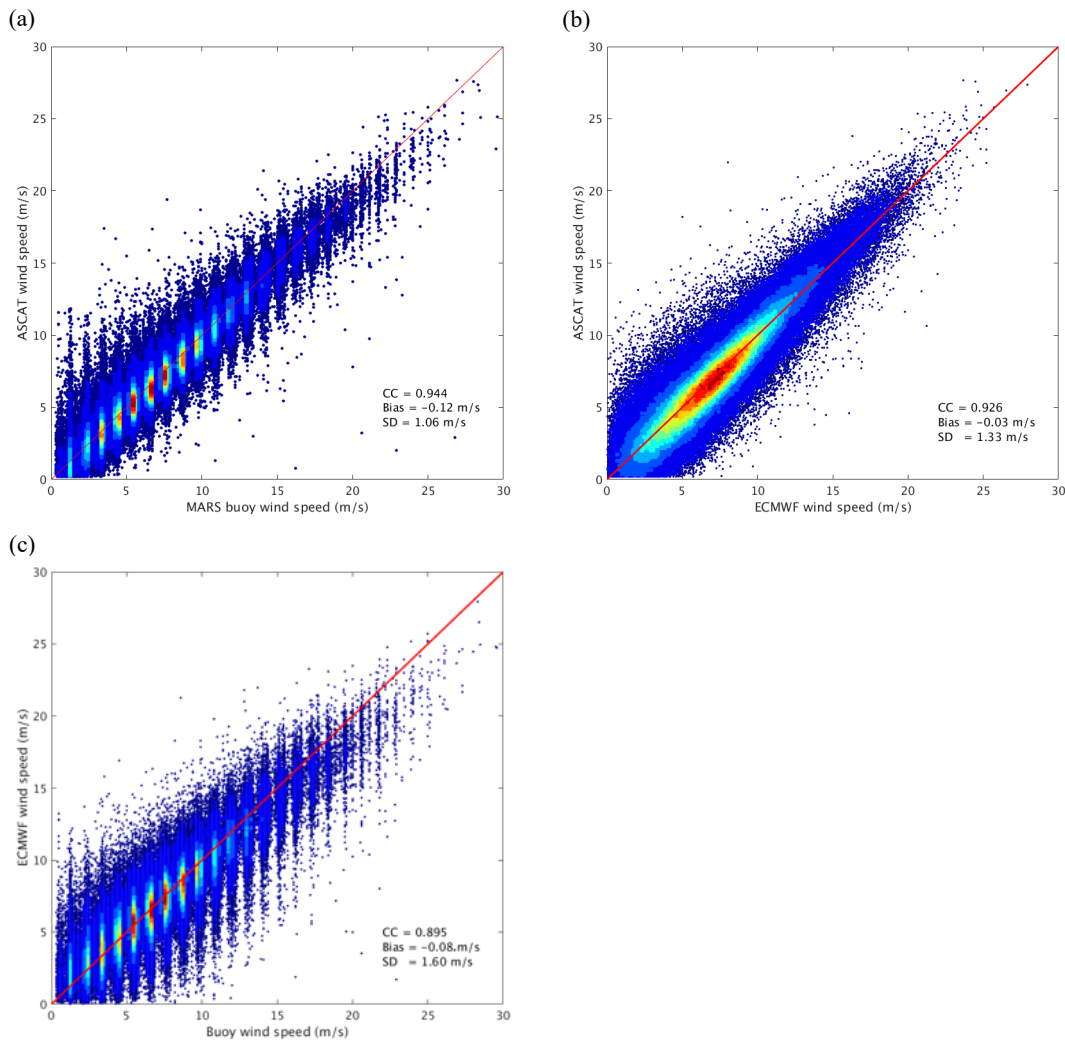 (a)
30
25
20
15
10
5
0
ASCAT wind speed (m/s)
CC = 0.944
Bias = −0.12 m/s
SD = 1.06 m/s
0 5 10 15 20 25 30
MARS buoy wind speed (m/s)
(b)
30
25
20
15
10
5
0
ASCAT wind speed (m/s)
CC = 0.926
Bias = −0.03 m/s
SD = 1.33 m/s
0 5 10 15 20 25 30
ECMWF wind speed (m/s)
(c)
30
25
20
15
10
5
0
ECMWF wind speed (m/s)
CC = 0.895
Bias = −0.08 m/s
SD = 1.60 m/s
0 5 10 15 20 25 30
Buoy wind speed (m/s)